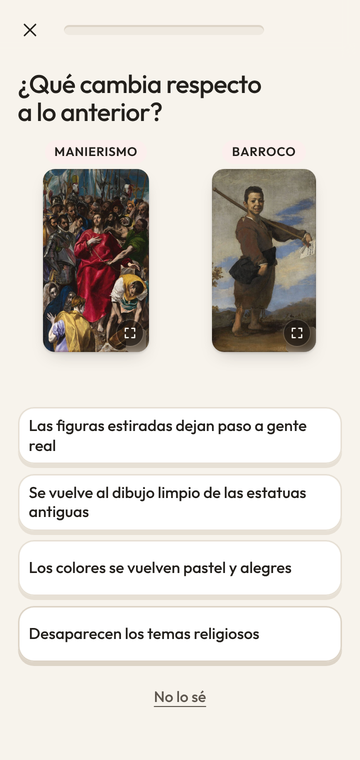 ¿Qué cambia respecto
a lo anterior?
MANIERISMO
BARROCO
Las figuras estiradas dejan paso a gente
real
Se vuelve al dibujo limpio de las estatuas
antiguas
Los colores se vuelven pastel y alegres
Desaparecen los temas religiosos
No lo sé